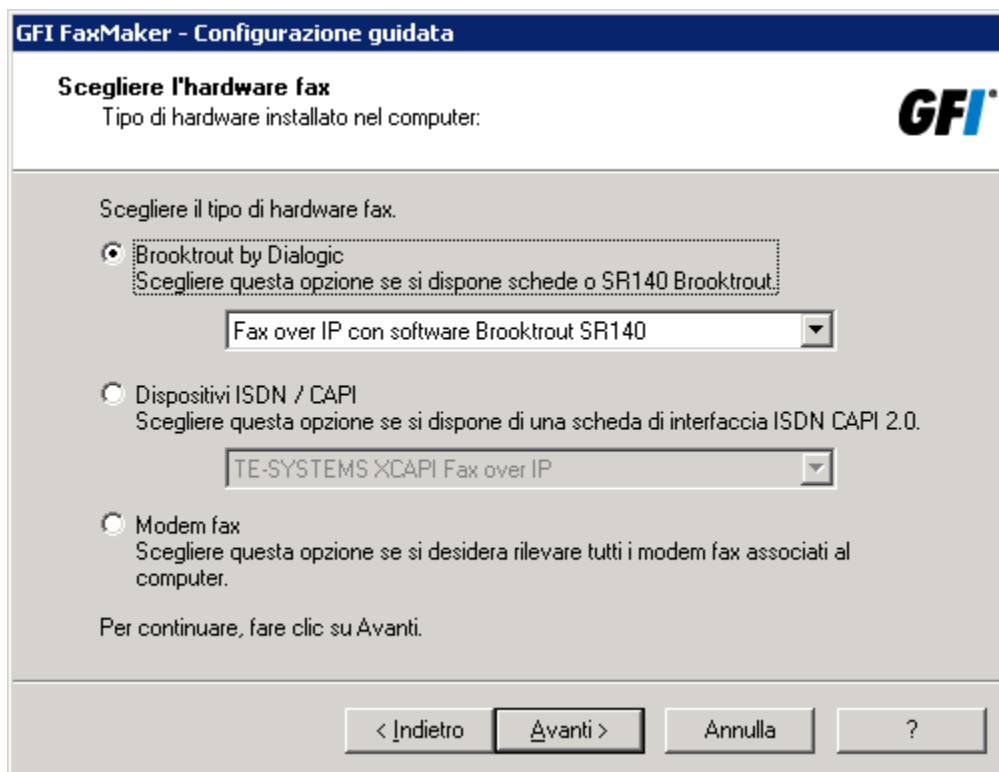 GFI FaxMaker - Configurazione guidata
Scegliere l'hardware fax
Tipo di hardware installato nel computer:
GFI
Scegliere il tipo di hardware fax.
Brooktrout by Dialogic
Scegliere questa opzione se si dispone schede o SR140 Brooktrout.
Fax over IP con software Brooktrout SR140
Dispositivi ISDN / CAPI
Scegliere questa opzione se si dispone di una scheda di interfaccia ISDN CAPI 2.0.
TE-SYSTEMS XCAPI Fax over IP
Modem fax
Scegliere questa opzione se si desidera rilevare tutti i modem fax associati al
computer.
Per continuare, fare clic su Avanti.
< Indietro
Avanti >
Annulla
?